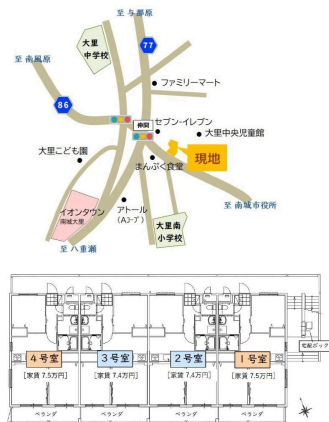 至 与那原
大里
中学校
77
至 南風原
ファミリーマート
86
仲間
セブン-イレブン
大里中央児童館
大里こども園
現地
まんぷく食堂
イオンタウン
南城大里
アトール
(Aコープ)
至 南城市役所
大里南
小学校
至 八重瀬
宅配ボックス
4号室
3号室
2号室
1号室
[家賃 7.5万円]
[家賃 7.4万円]
[家賃 7.4万円]
[家賃 7.5万円]
ベランダ
ベランダ
ベランダ
ベランダ